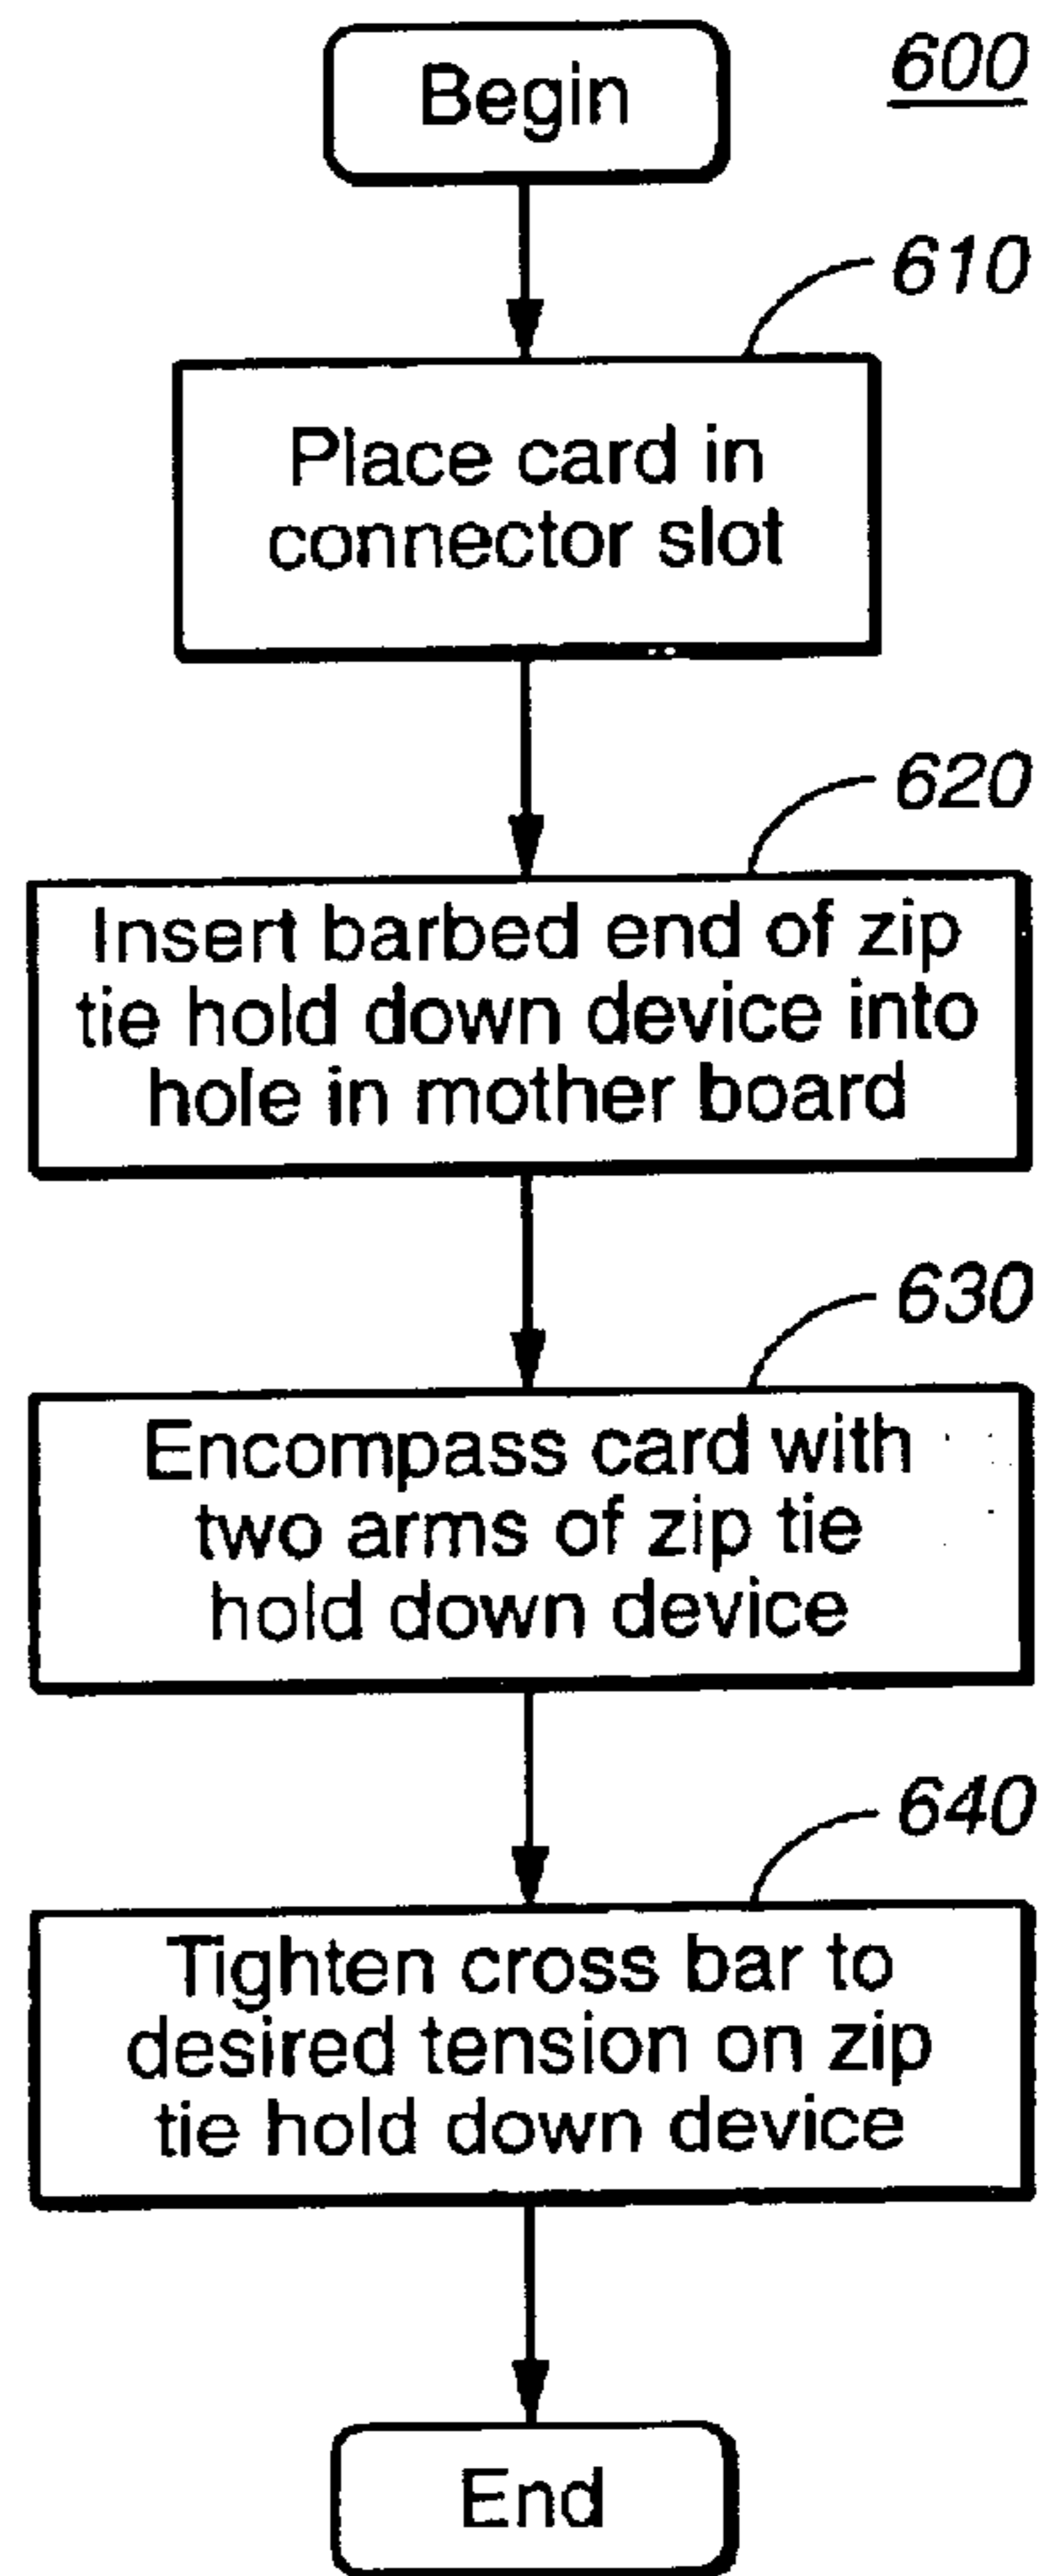 Begin
600
610
Place card in
connector slot
620
Insert barbed end of zip
tie hold down device into
hole in mother board
630
Encompass card with
two arms of zip tie
hold down device
640
Tighten cross bar to
desired tension on zip
tie hold down device
End